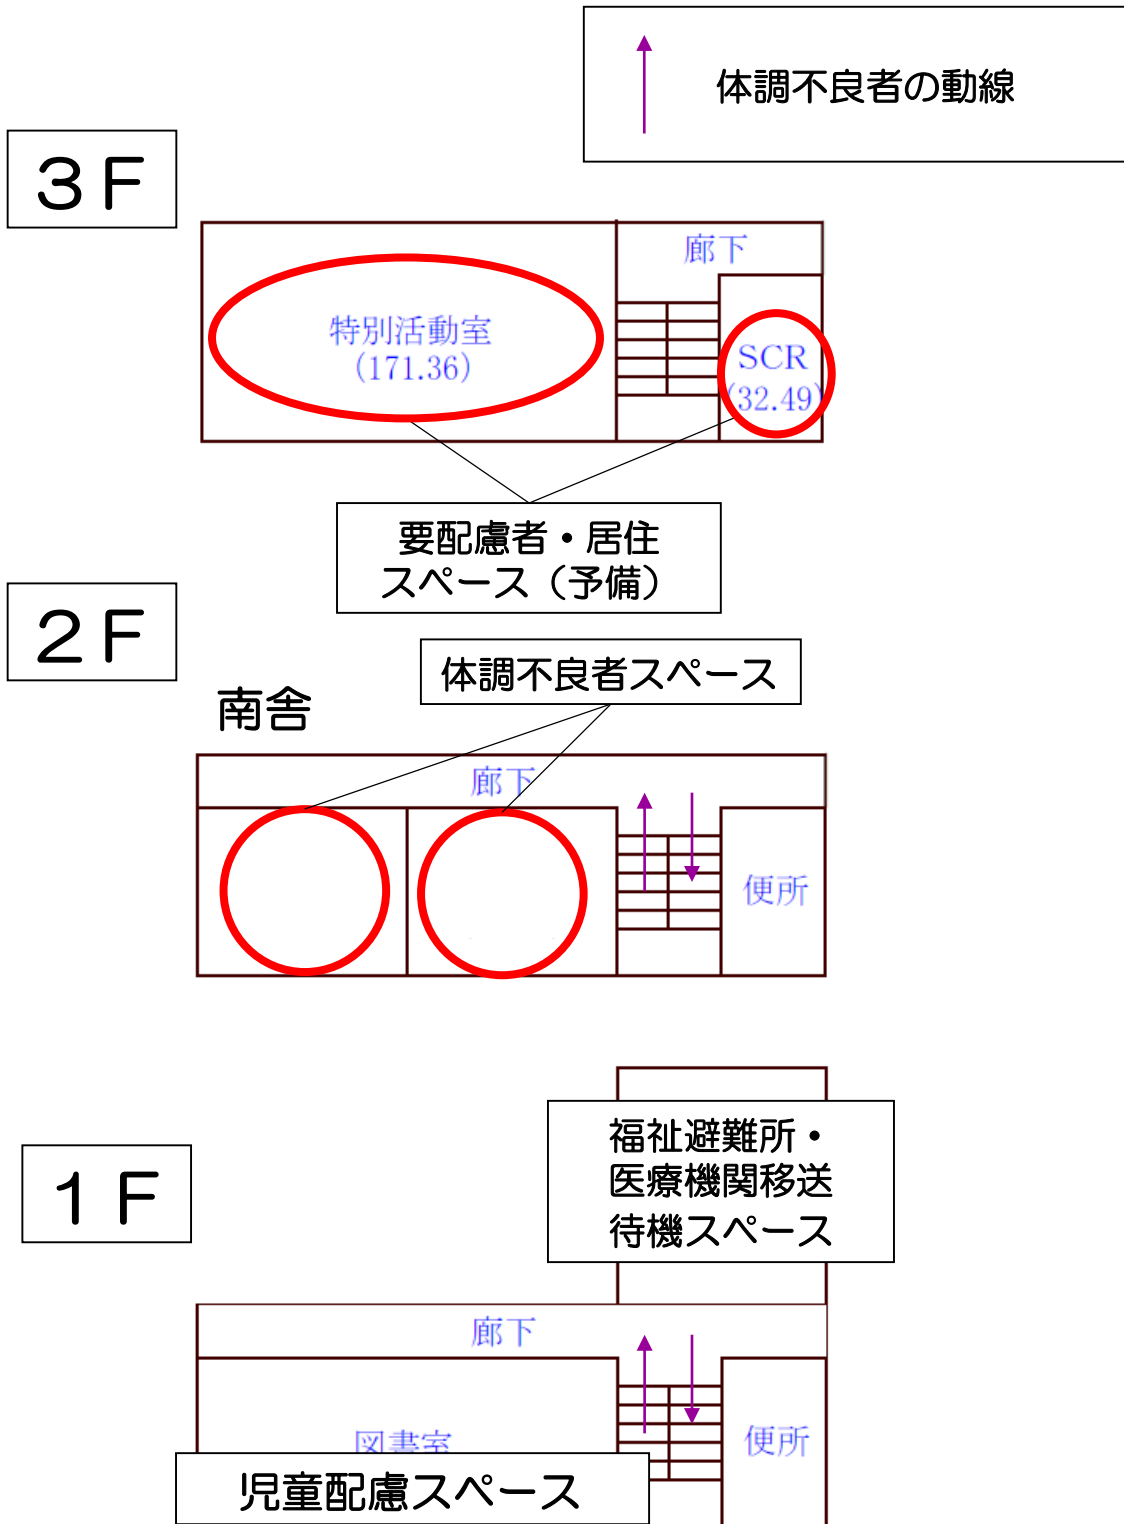 体調不良者の動線
３Ｆ
廊下
特別活動室
(171.36)
SCR
(32.49)
要配慮者・居住
スペース（予備）
２Ｆ
体調不良者スペース
南舎
廊下
便所
福祉避難所・
医療機関移送
待機スペース
１Ｆ
廊下
図書室
便所
児童配慮スペース